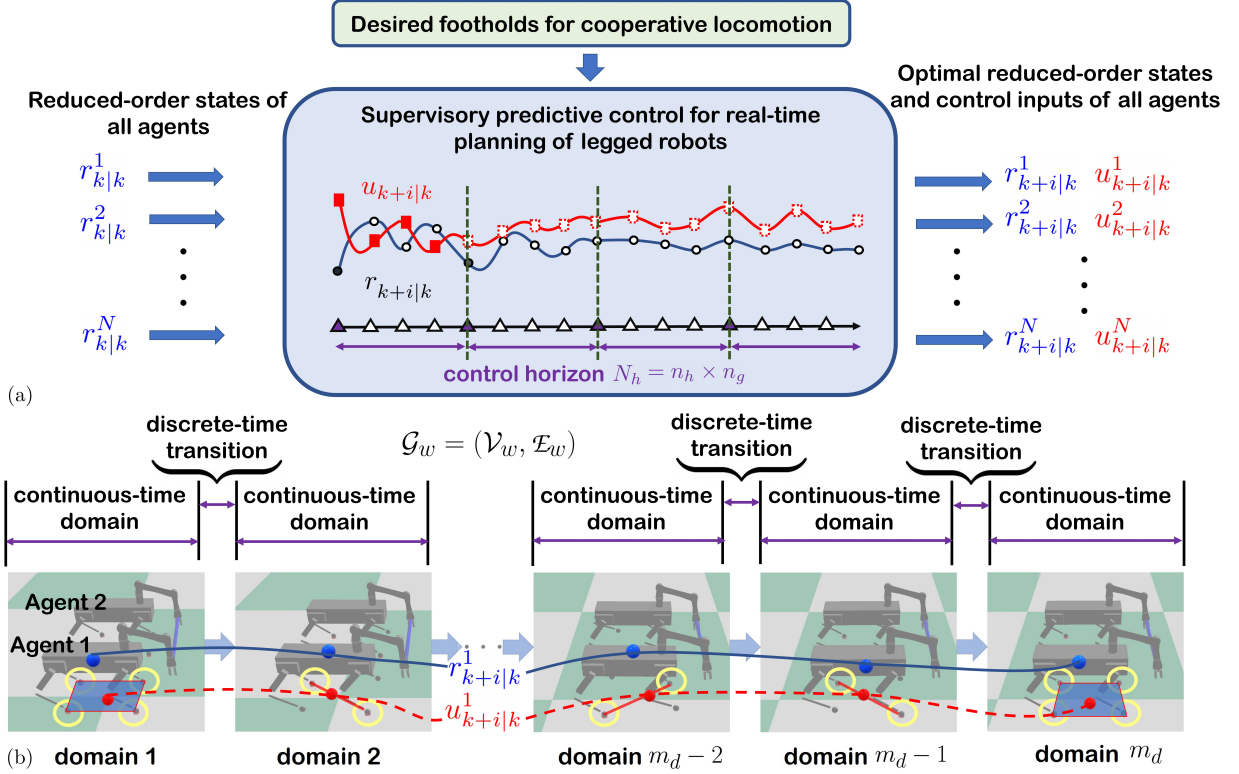 Desired footholds for cooperative locomotion
Reduced-order states of
all agents
Supervisory predictive control for real-time
planning of legged robots
Optimal reduced-order states
and control inputs of all agents
r^1_{k|k}
r^2_{k|k}
r^N_{k|k}
u_{k+i|k}
r_{k+i|k}
control horizon N_h = n_h × n_g
r^1_{k+i|k} u^1_{k+i|k}
r^2_{k+i|k} u^2_{k+i|k}
r^N_{k+i|k} u^N_{k+i|k}
(a)
discrete-time
transition
𝒢_w = (𝒱_w, ℰ_w)
discrete-time
transition
discrete-time
transition
continuous-time
domain
continuous-time
domain
continuous-time
domain
continuous-time
domain
continuous-time
domain
Agent 2
Agent 1
r^1_{k+i|k}
u^1_{k+i|k}
(b)
domain 1
domain 2
domain m_d − 2
domain m_d − 1
domain m_d